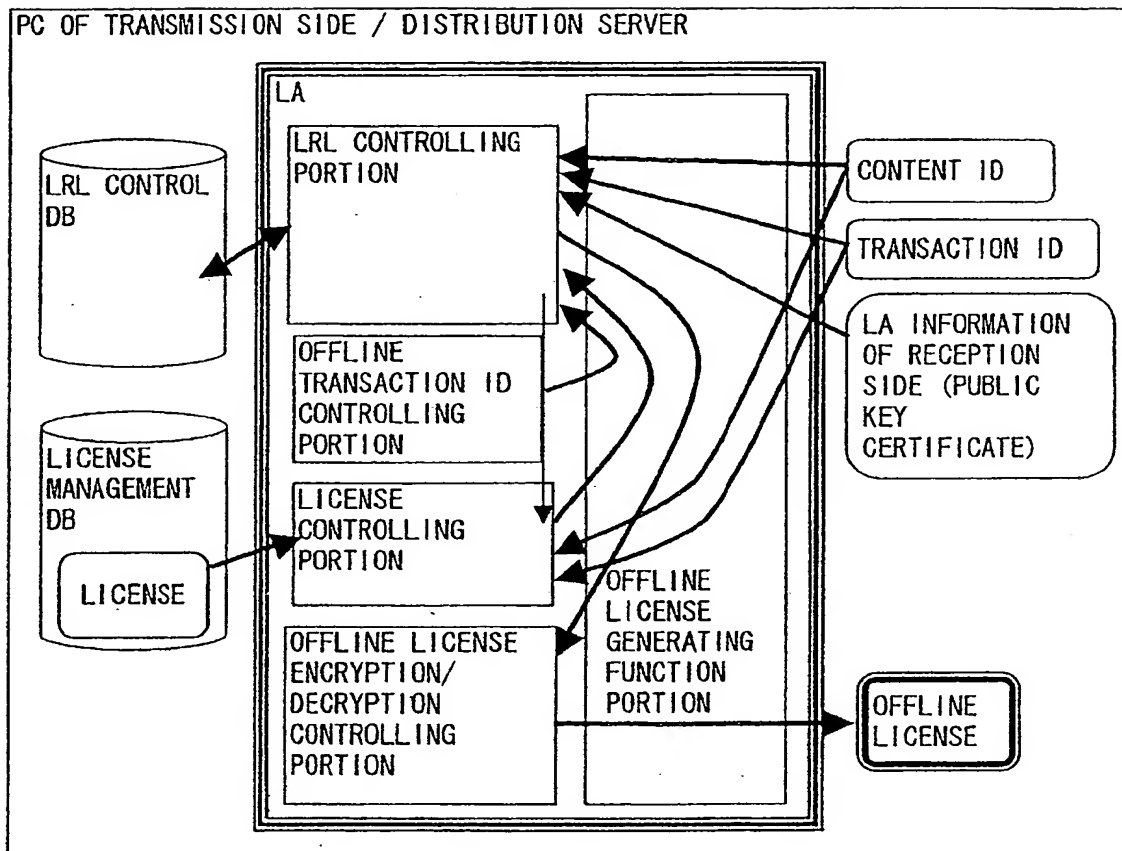 PC OF TRANSMISSION SIDE / DISTRIBUTION SERVER
LA
LRL CONTROLLING
PORTION
LRL CONTROL
DB
CONTENT ID
TRANSACTION ID
LA INFORMATION
OF RECEPTION
SIDE (PUBLIC
KEY
CERTIFICATE)
OFFLINE
TRANSACTION ID
CONTROLLING
PORTION
LICENSE
MANAGEMENT
DB
LICENSE
LICENSE
CONTROLLING
PORTION
OFFLINE
LICENSE
GENERATING
FUNCTION
PORTION
OFFLINE LICENSE
ENCRYPTION/
DECRYPTION
CONTROLLING
PORTION
OFFLINE
LICENSE